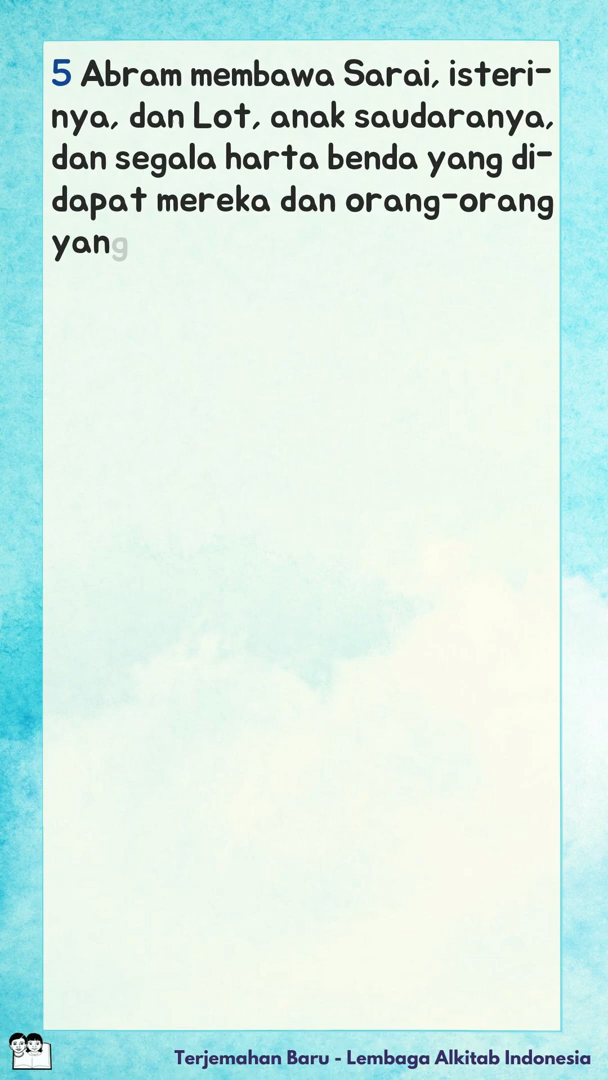 5 Abram membawa Sarai, isteri-
nya, dan Lot, anak saudaranya,
dan segala harta benda yang di-
dapat mereka dan orang-orang
yang
Terjemahan Baru - Lembaga Alkitab Indonesia